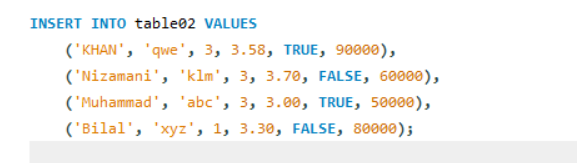 INSERT INTO table02 VALUES
('KHAN', 'qwe', 3, 3.58, TRUE, 90000),
('Nizamani', 'klm', 3, 3.70, FALSE, 60000),
('Muhammad', 'abc', 3, 3.00, TRUE, 50000),
('Bilal', 'xyz', 1, 3.30, FALSE, 80000);